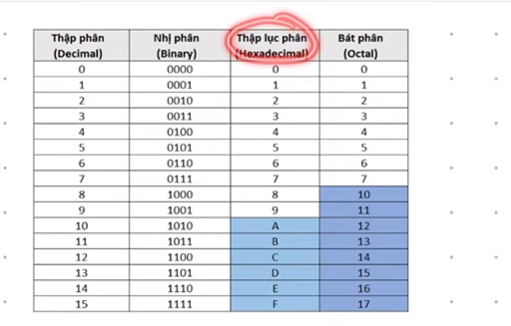 Thập phân Nhị phân Thập lục phân Bát phân
(Decimal) (Binary) (Hexadecimal) (Octal)
0 0000 0 0
1 0001 1 1
2 0010 2 2
3 0011 3 3
4 0100 4 4
5 0101 5 5
6 0110 6 6
7 0111 7 7
8 1000 8 10
9 1001 9 11
10 1010 A 12
11 1011 B 13
12 1100 C 14
13 1101 D 15
14 1110 E 16
15 1111 F 17